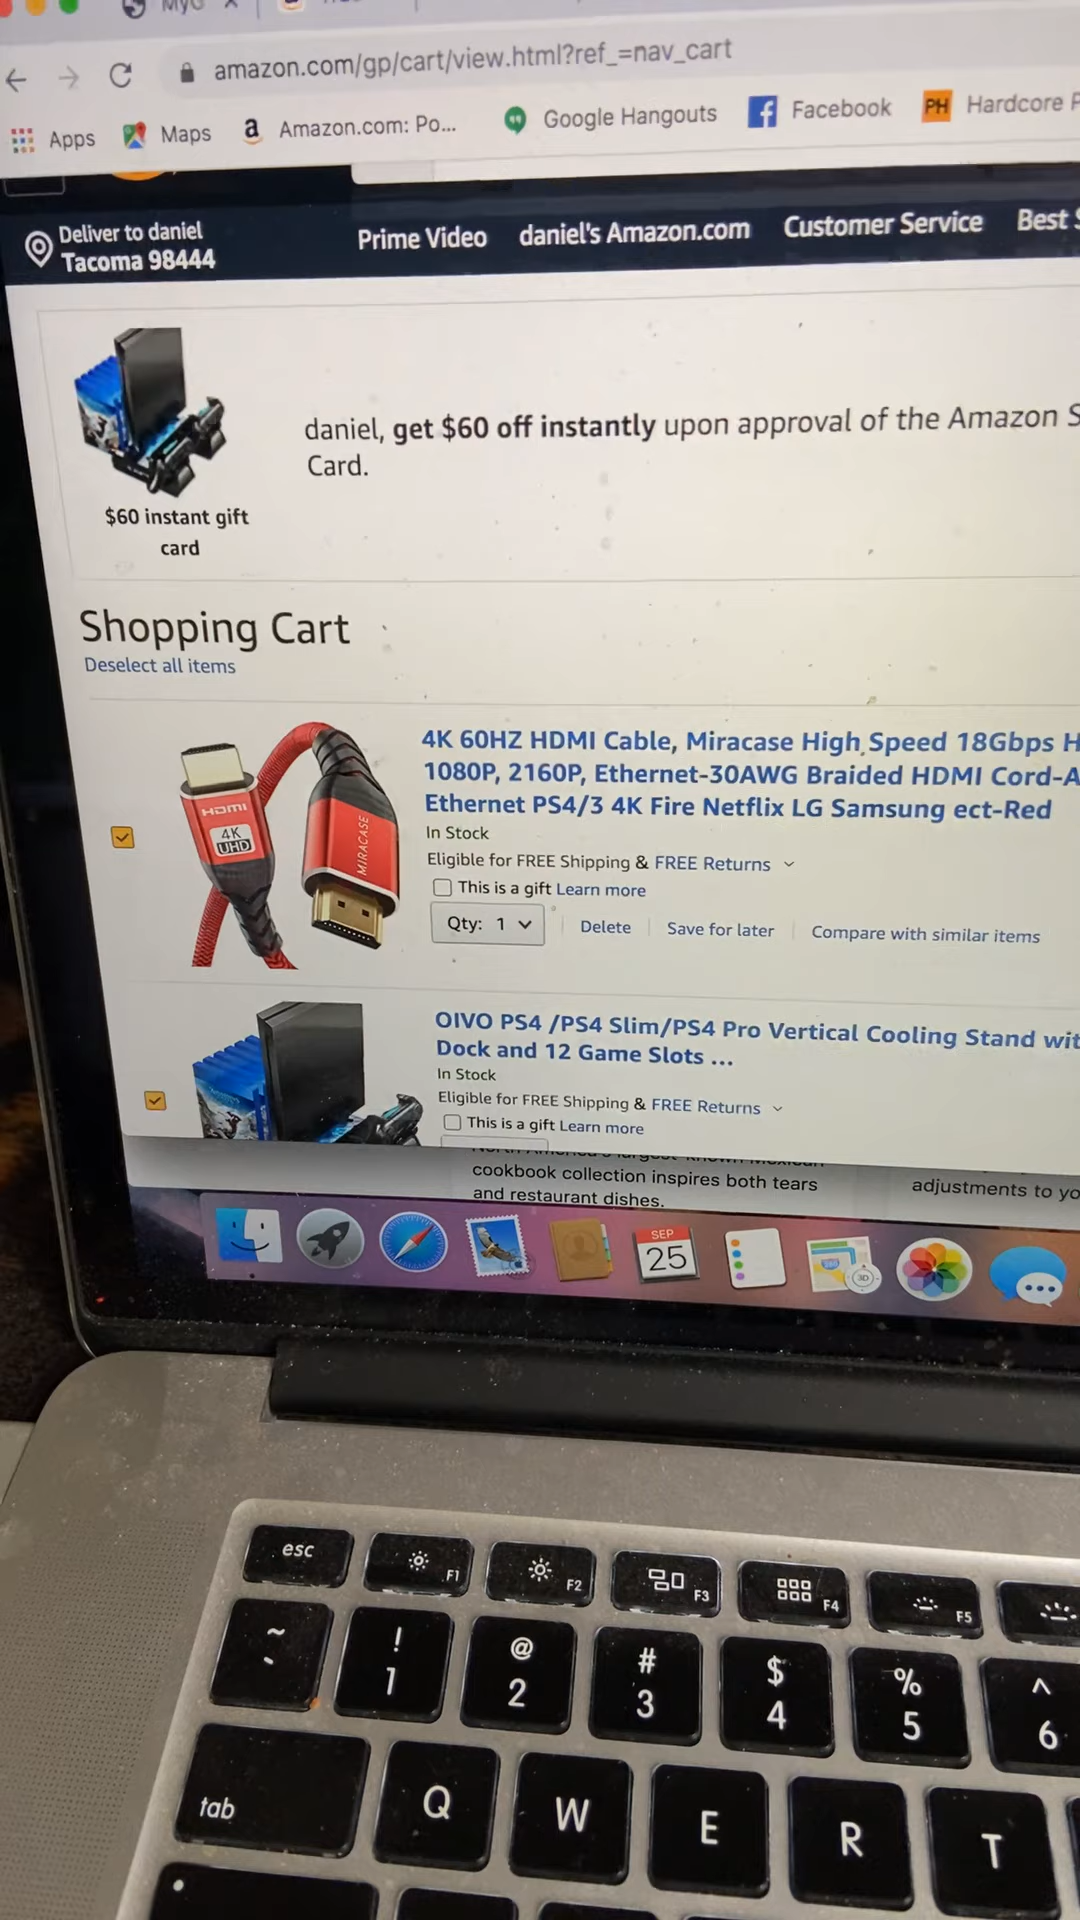 amazon.com/gp/cart/view.html?ref_=nav_cart
Apps Maps Amazon.com: Po... Google Hangouts Facebook PH Hardcore
Deliver to daniel
Tacoma 98444
Prime Video daniel's Amazon.com Customer Service Best
daniel, get $60 off instantly upon approval of the Amazon
Card.
$60 instant gift
card
Shopping Cart
Deselect all items
4K 60HZ HDMI Cable, Miracase High Speed 18Gbps
1080P, 2160P, Ethernet-30AWG Braided HDMI Cord-A
Ethernet PS4/3 4K Fire Netflix LG Samsung ect-Red
In Stock
Eligible for FREE Shipping & FREE Returns
This is a gift Learn more
Qty: 1 Delete Save for later Compare with similar items
HDMI
4K
UHD
MIRACASE
OIVO PS4 /PS4 Slim/PS4 Pro Vertical Cooling Stand
Dock and 12 Game Slots ...
In Stock
Eligible for FREE Shipping & FREE Returns
This is a gift Learn more
cookbook collection inspires both tears
and restaurant dishes.
adjustments to
SEP
25
3D
esc F1 F2 F3 F4 F5
~ ! @ # $ % ^
1 2 3 4 5 6
tab Q W E R T